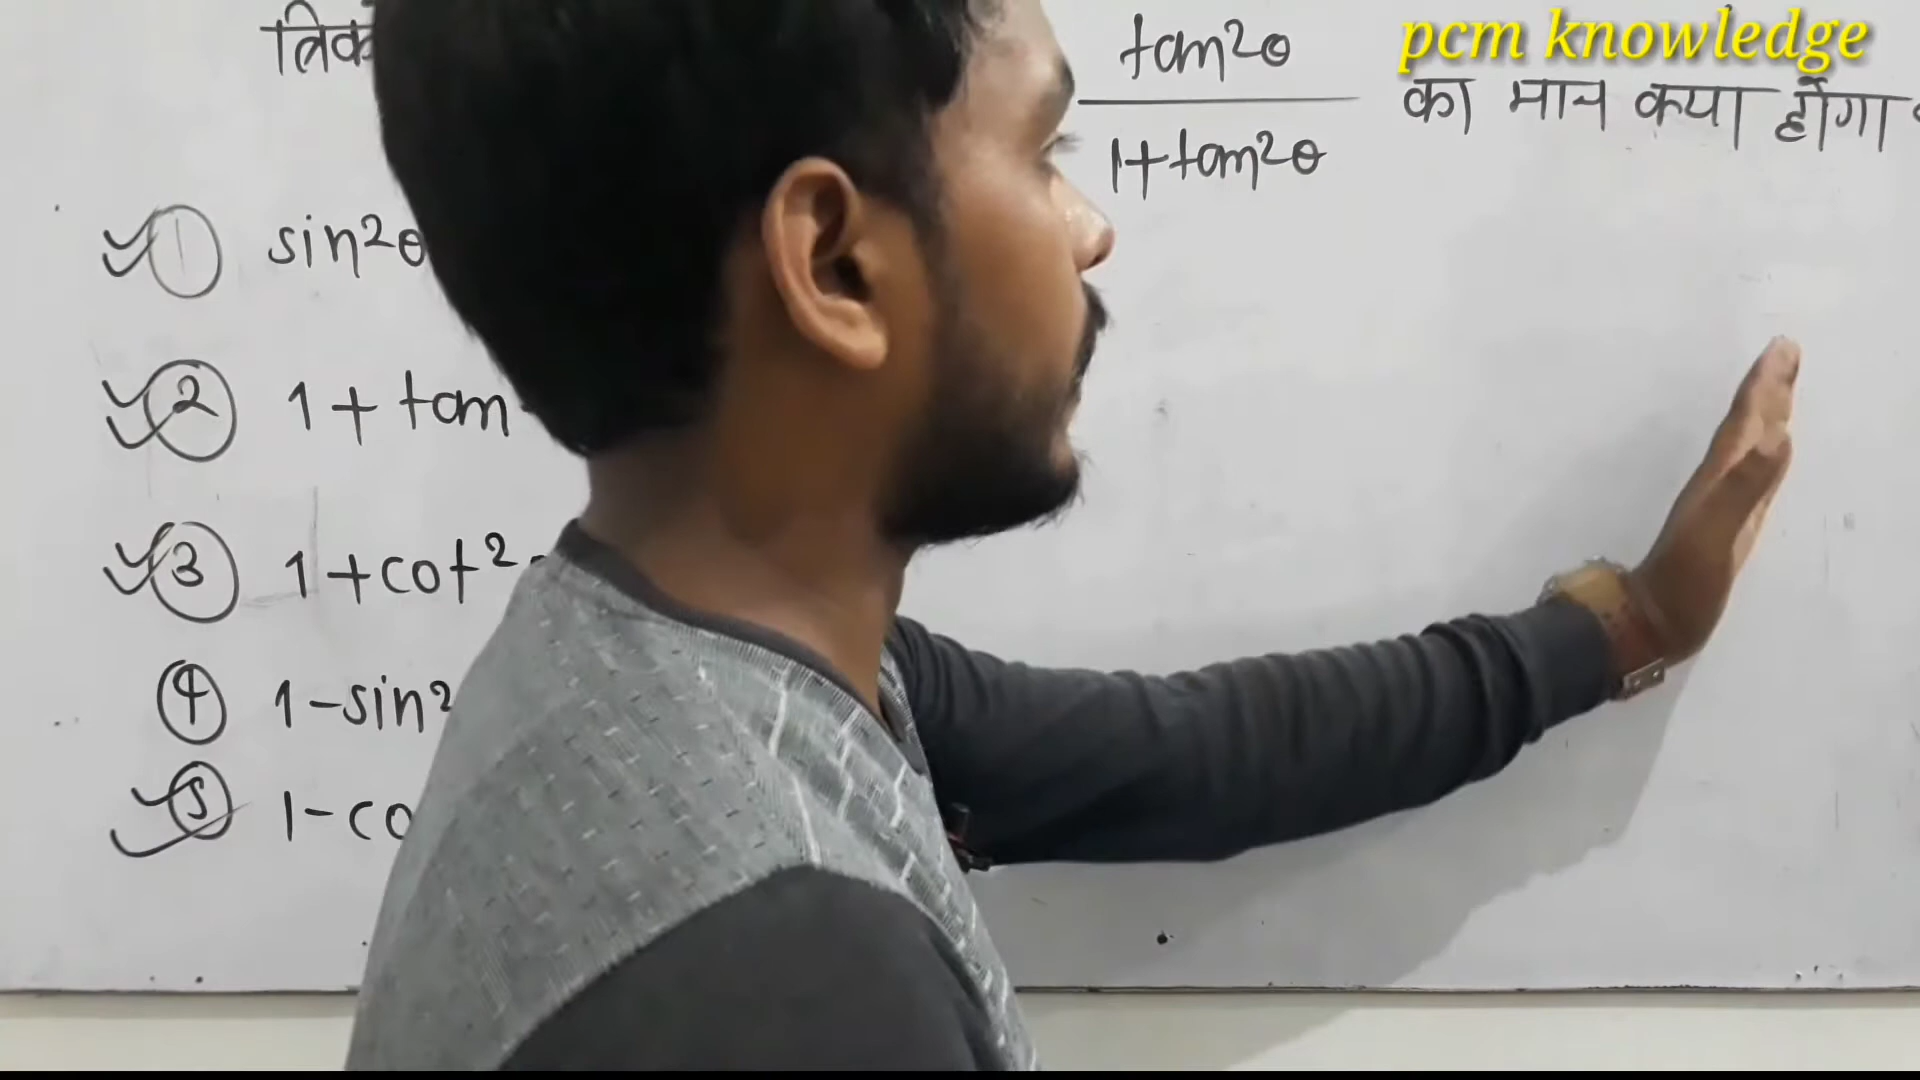 tan²θ
pcm knowledge
1+tan²θ
का मान क्या होगा
1 sin²θ
2 1 + tan
3 1 + cot²
4 1 - sin²
5 1 - co